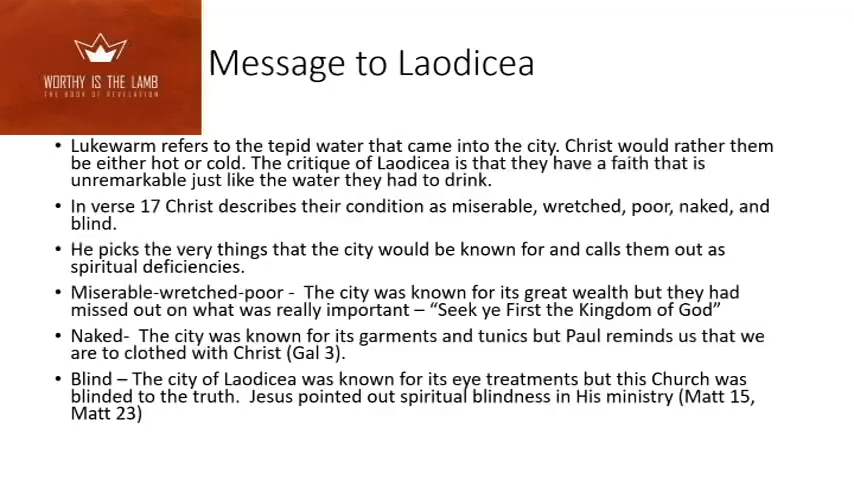 WORTHY IS THE LAMB
THE BOOK OF REVELATION
Message to Laodicea
• Lukewarm refers to the tepid water that came into the city. Christ would rather them
be either hot or cold. The critique of Laodicea is that they have a faith that is
unremarkable just like the water they had to drink.
• In verse 17 Christ describes their condition as miserable, wretched, poor, naked, and
blind.
• He picks the very things that the city would be known for and calls them out as
spiritual deficiencies.
• Miserable-wretched-poor -  The city was known for its great wealth but they had
missed out on what was really important – “Seek ye First the Kingdom of God”
• Naked-  The city was known for its garments and tunics but Paul reminds us that we
are to clothed with Christ (Gal 3).
• Blind – The city of Laodicea was known for its eye treatments but this Church was
blinded to the truth.  Jesus pointed out spiritual blindness in His ministry (Matt 15,
Matt 23)